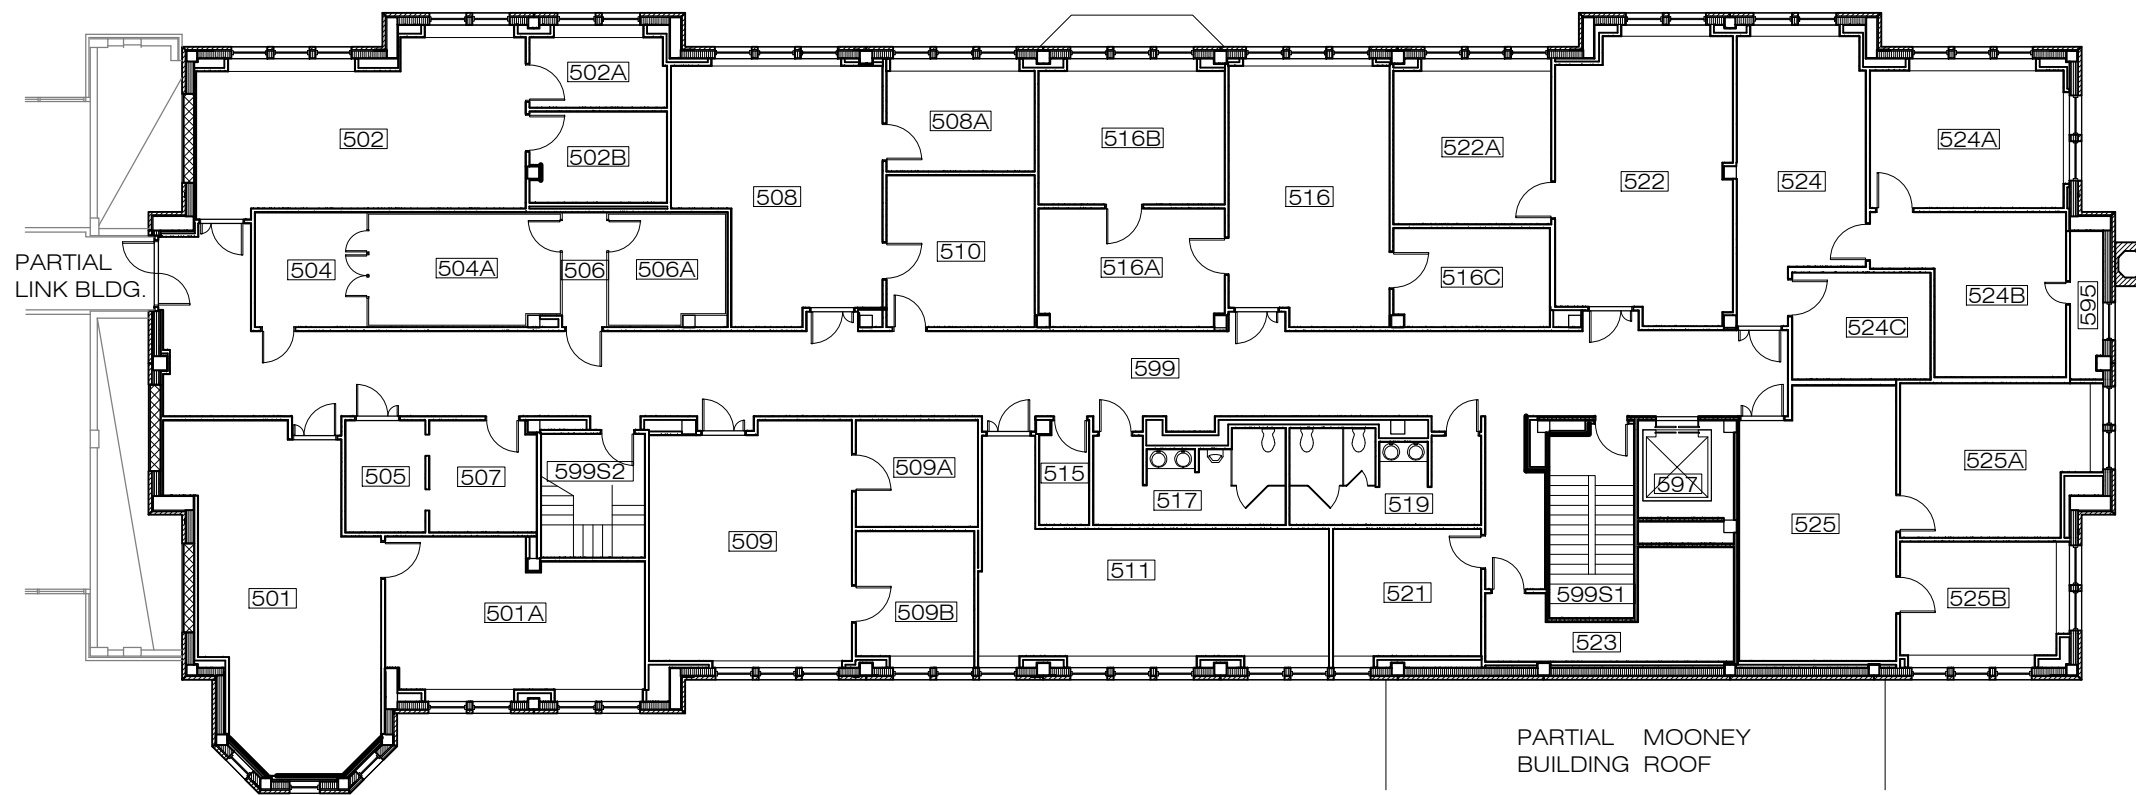 502A
502
502B
508A
516B
522A
524A
508
516
522
524
510
504
504A
506
506A
516A
516C
524B
595
524C
PARTIAL
LINK BLDG.
599
505
507
599S2
509A
515
517
519
597
525A
525
509
511
501
501A
509B
521
599S1
525B
523
PARTIAL MOONEY
BUILDING ROOF